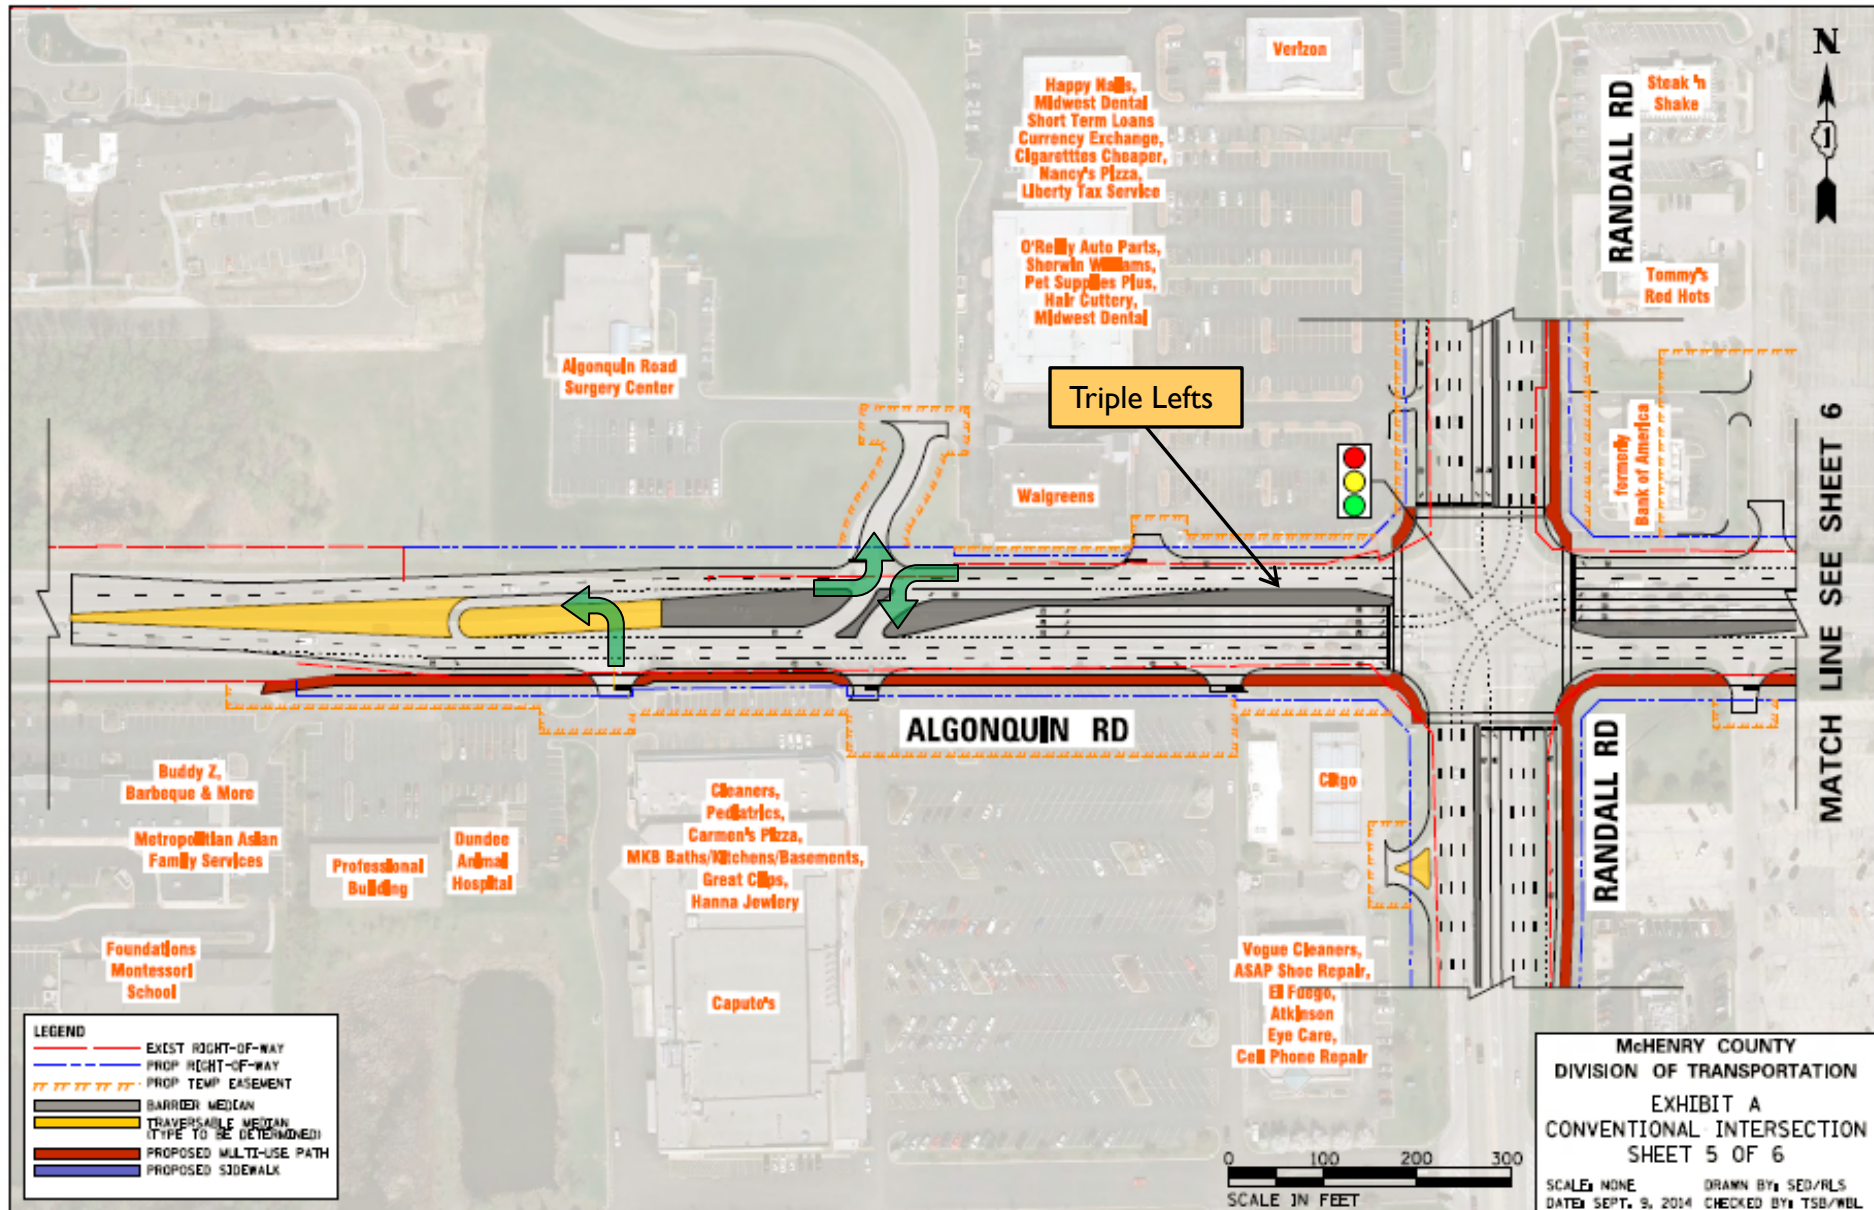 Verizon
Happy Nails,
Midwest Dental
Short Term Loans
Currency Exchange,
Cigarettes Cheaper,
Nancy's Pizza,
Liberty Tax Service
O'Reilly Auto Parts,
Sherwin Williams,
Pet Supplies Plus,
Hair Cuttery,
Midwest Dental
Steak 'n
Shake
RANDALL RD
Tommy's
Red Hots
N
1
Algonquin Road
Surgery Center
Triple Lefts
Walgreens
formerly
Bank of America
MATCH LINE SEE SHEET 6
ALGONQUIN RD
RANDALL RD
Buddy Z,
Barbeque & More
Metropolitian Asian
Family Services
Professional
Building
Dundee
Animal
Hospital
Cleaners,
Pediatrics,
Carmen's Pizza,
MKB Baths/Kitchens/Basements,
Great Clips,
Hanna Jewlery
Citgo
Foundations
Montessori
School
Caputo's
Vogue Cleaners,
ASAP Shoe Repair,
El Fuego,
Atkinson
Eye Care,
Cell Phone Repair
LEGEND
EXIST RIGHT-OF-WAY
PROP RIGHT-OF-WAY
PROP TEMP EASEMENT
BARRIER MEDIAN
TRAVERSABLE MEDIAN
(TYPE TO BE DETERMINED)
PROPOSED MULTI-USE PATH
PROPOSED SIDEWALK
0 100 200 300
SCALE IN FEET
McHENRY COUNTY
DIVISION OF TRANSPORTATION
EXHIBIT A
CONVENTIONAL INTERSECTION
SHEET 5 OF 6
SCALE: NONE DRAWN BY: SED/RLS
DATE: SEPT. 9, 2014 CHECKED BY: TSB/WBL